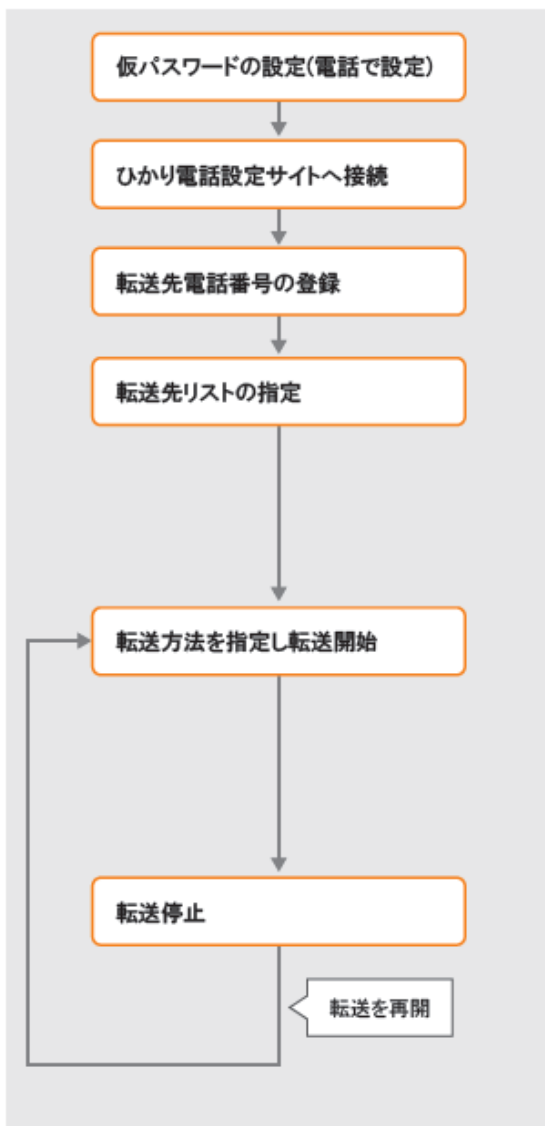 仮パスワードの設定(電話で設定)
ひかり電話設定サイトへ接続
転送先電話番号の登録
転送先リストの指定
転送方法を指定し転送開始
転送停止
転送を再開